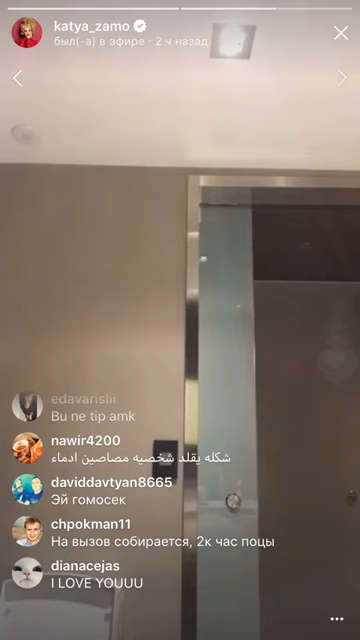 katya_zamo
был(-а) в эфире · 2 ч назад
edavarislii
Bu ne tip amk
nawir4200
شكله يقلد شخصيه مصاصين ادماء
daviddavtyan8665
Эй гомосек
chpokman11
На вызов собирается, 2к час поцы
dianacejas
I LOVE YOUUU